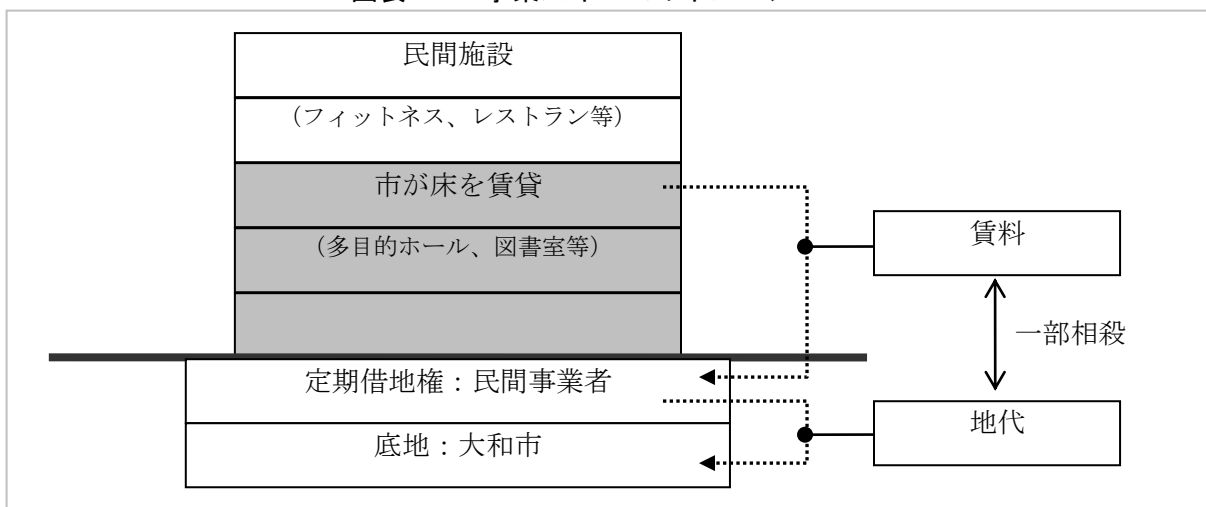 民間施設
（フィットネス、レストラン等）
市が床を賃貸
（多目的ホール、図書室等）
賃料
一部相殺
定期借地権：民間事業者
地代
底地：大和市